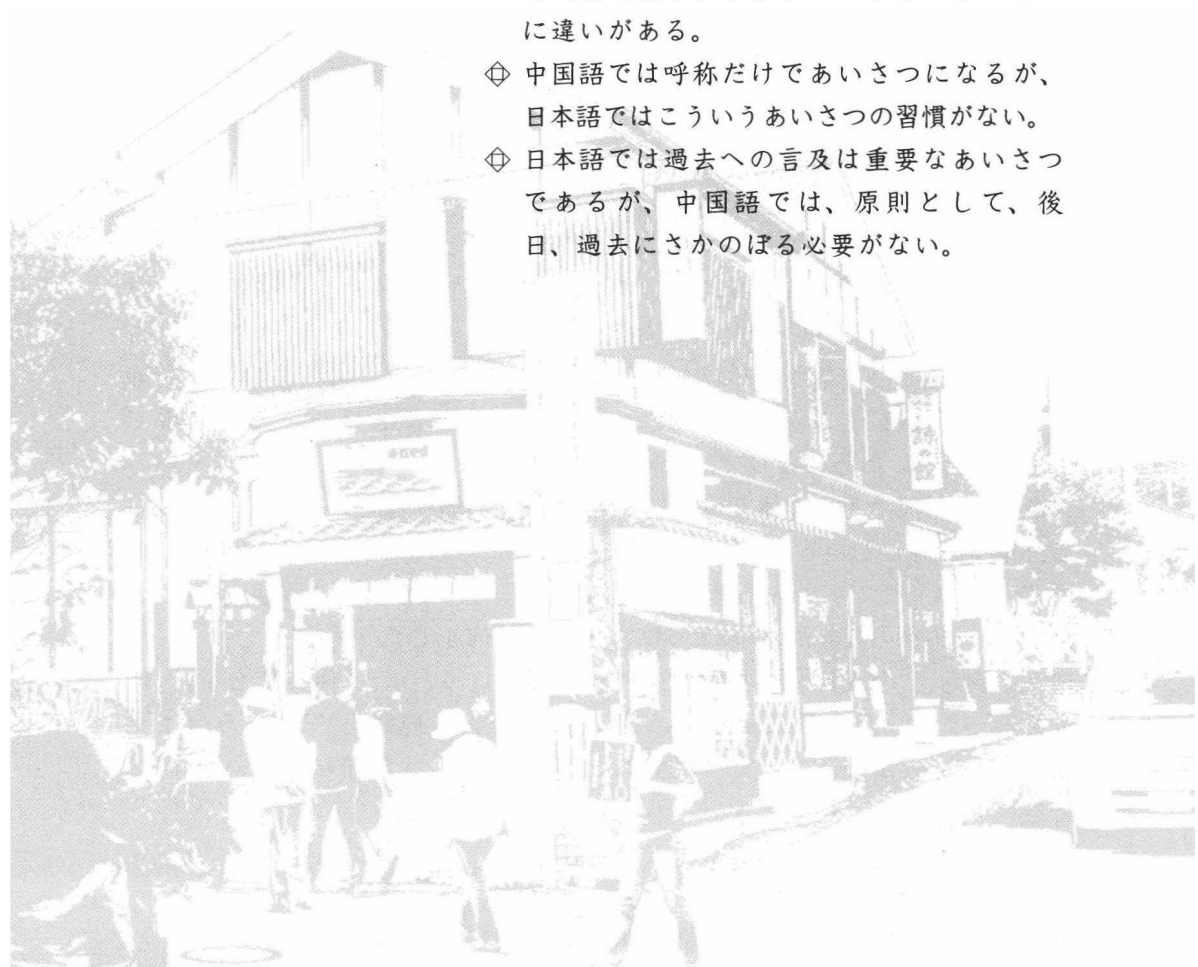 に違いがある。
◇ 中国語では呼称だけであいさつになるが、
日本語ではこういうあいさつの習慣がない。
◇ 日本語では過去への言及は重要なあいさつ
であるが、中国語では、原則として、後
日、過去にさかのぼる必要がない。
詩の館